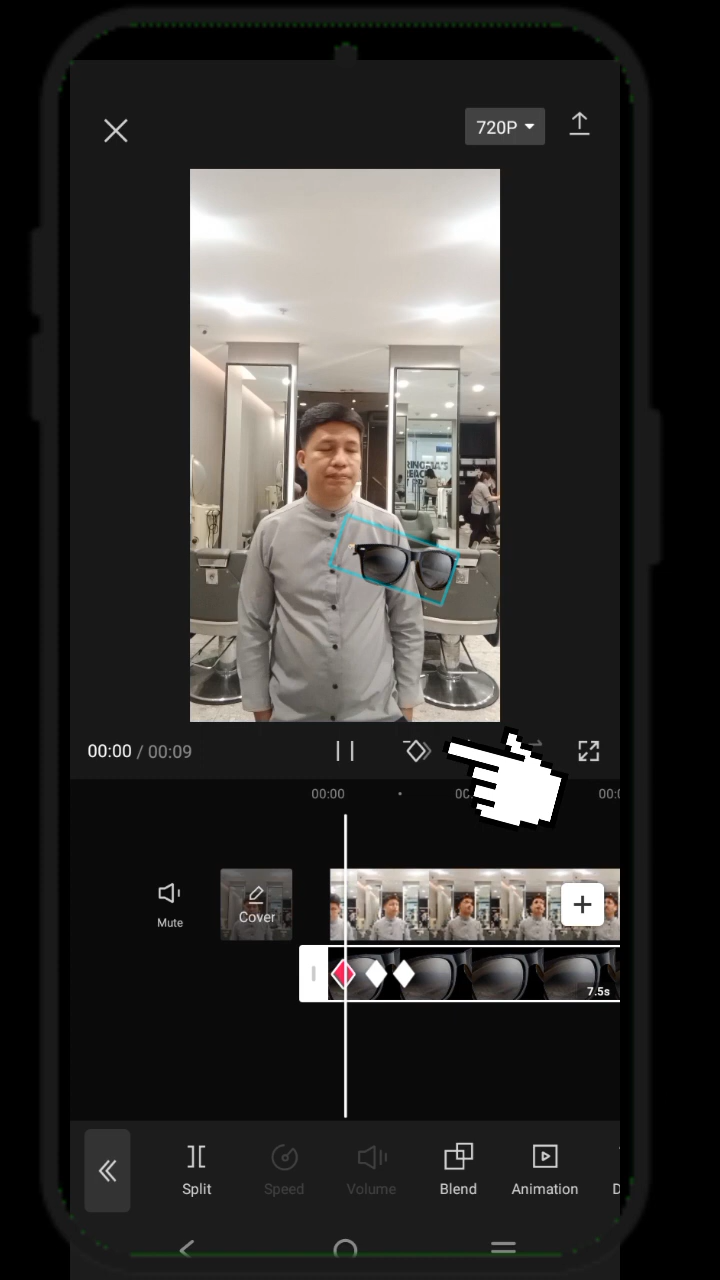 720P
00:00 / 00:09
00:00
Mute
Cover
7.5s
Split
Speed
Volume
Blend
Animation